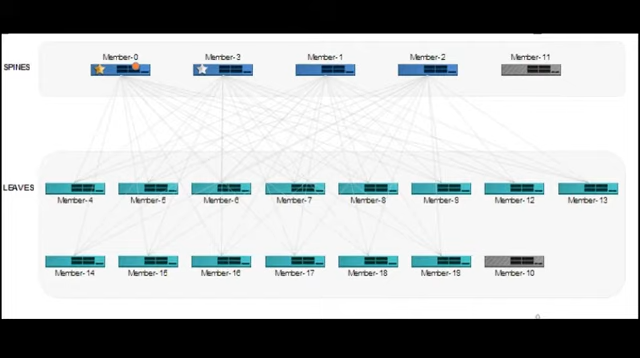 Member-0 Member-3 Member-1 Member-2 Member-11
SPINES
LEAVES
Member-4 Member-5 Member-6 Member-7 Member-8 Member-9 Member-12 Member-13
Member-14 Member-15 Member-16 Member-17 Member-18 Member-19 Member-10